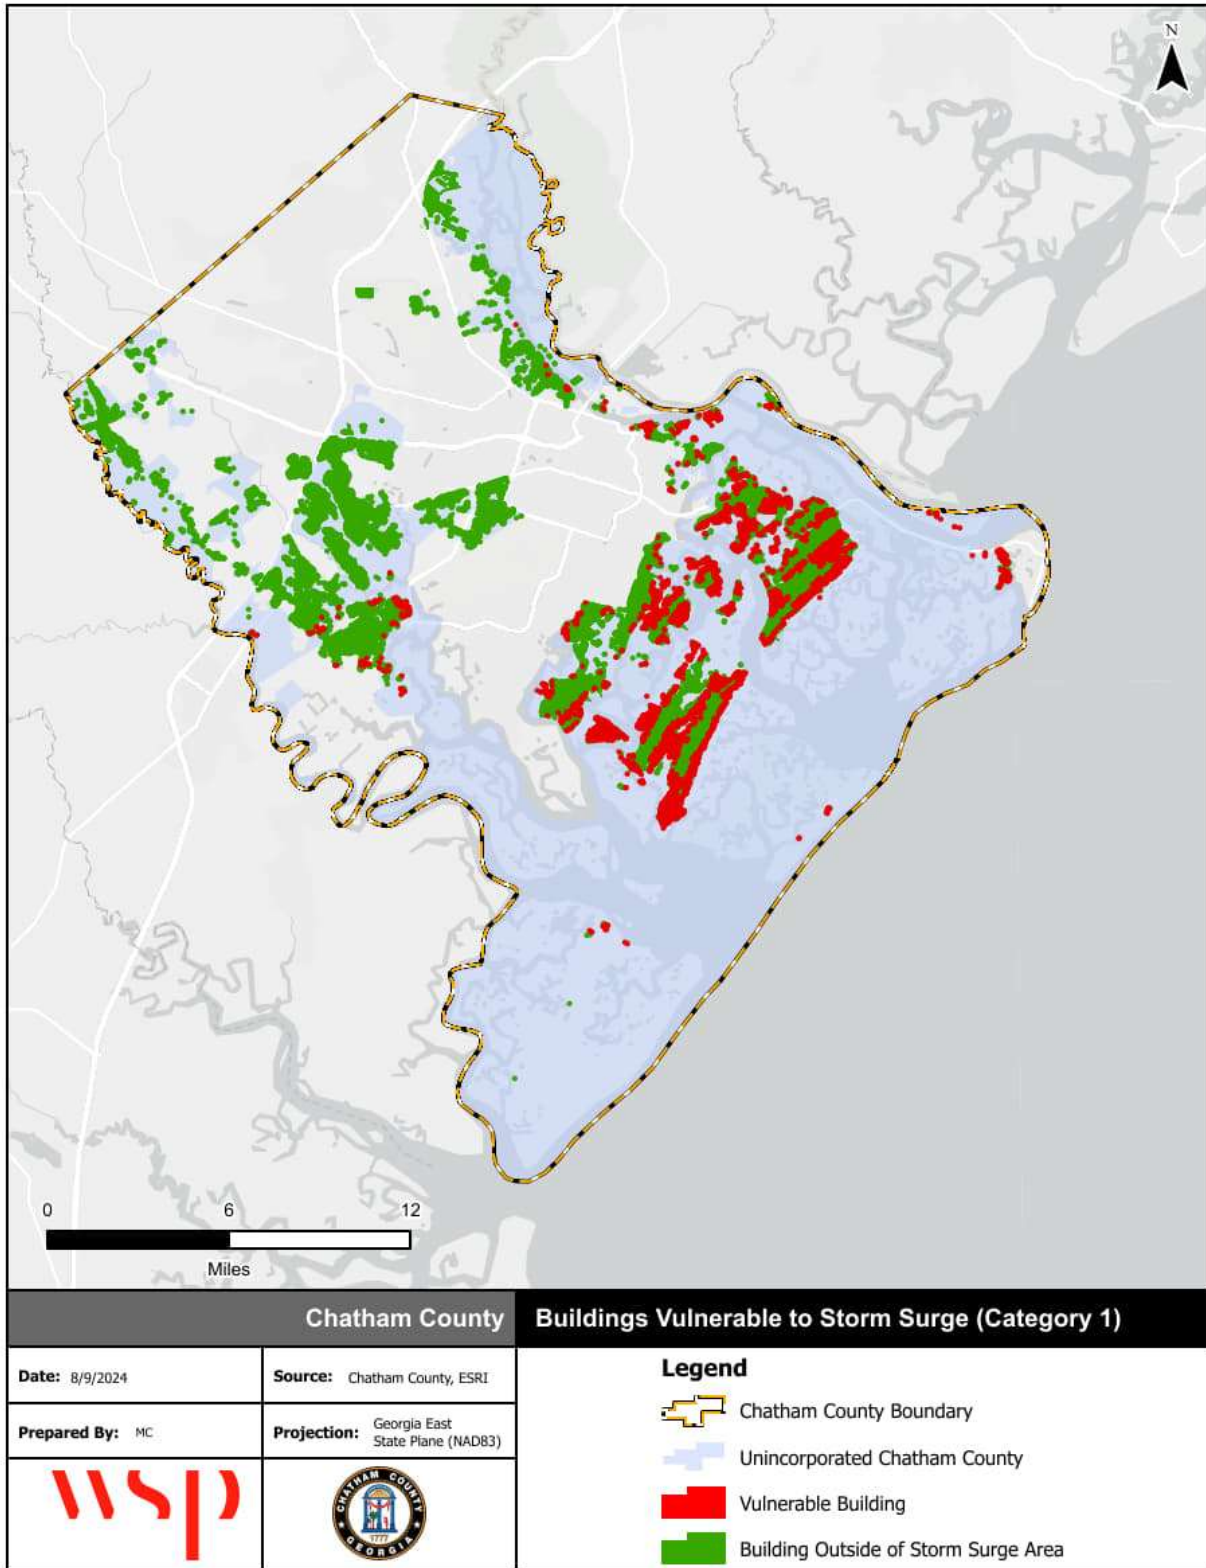 N
0 6 12
Miles
Chatham County
Buildings Vulnerable to Storm Surge (Category 1)
Date: 8/9/2024
Source: Chatham County, ESRI
Prepared By: MC
Projection: Georgia East
State Plane (NAD83)
wsp
CHATHAM COUNTY
1777
GEORGIA
Legend
Chatham County Boundary
Unincorporated Chatham County
Vulnerable Building
Building Outside of Storm Surge Area